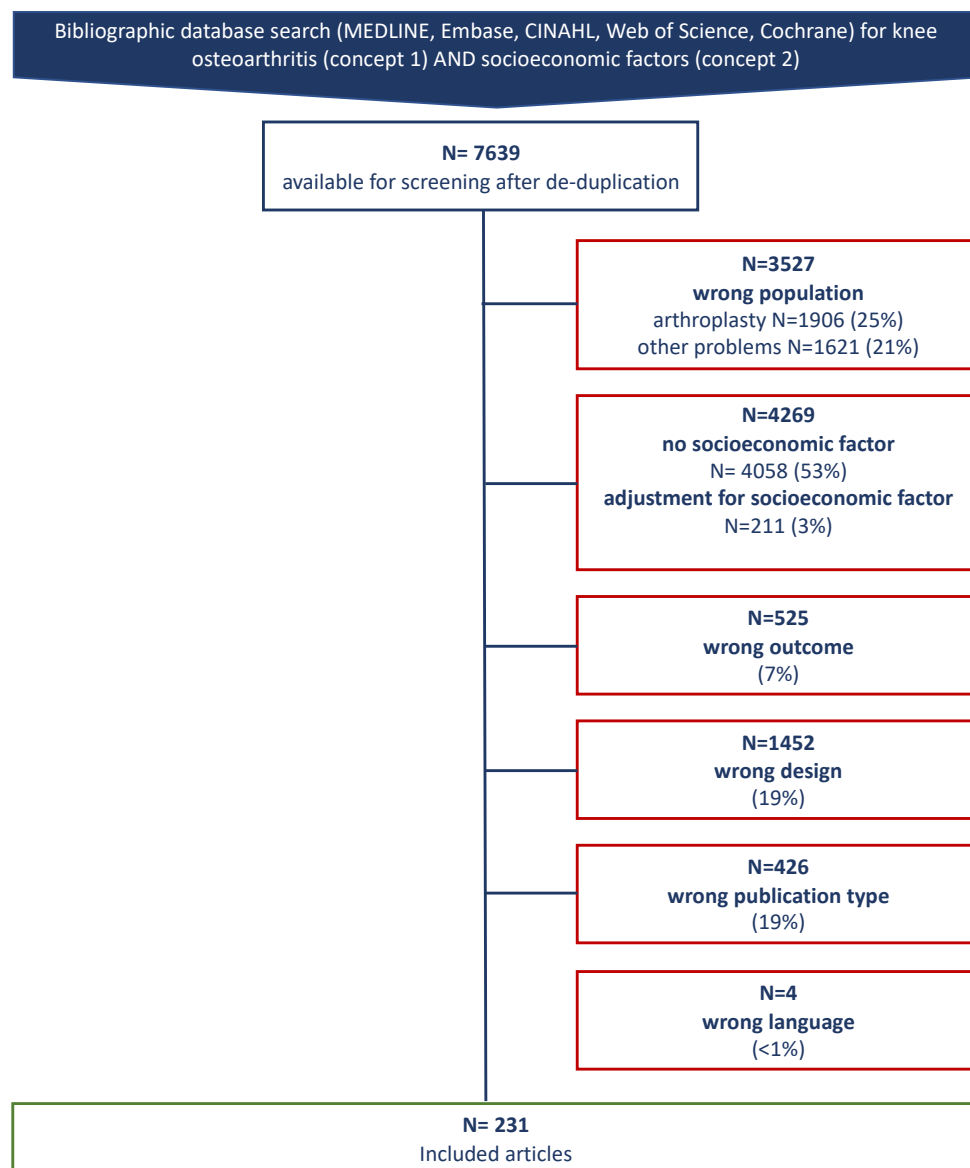 Bibliographic database search (MEDLINE, Embase, CINAHL, Web of Science, Cochrane) for knee
osteoarthritis (concept 1) AND socioeconomic factors (concept 2)
N= 7639
available for screening after de-duplication
N=3527
wrong population
arthroplasty N=1906 (25%)
other problems N=1621 (21%)
N=4269
no socioeconomic factor
N= 4058 (53%)
adjustment for socioeconomic factor
N=211 (3%)
N=525
wrong outcome
(7%)
N=1452
wrong design
(19%)
N=426
wrong publication type
(19%)
N=4
wrong language
(<1%)
N= 231
Included articles